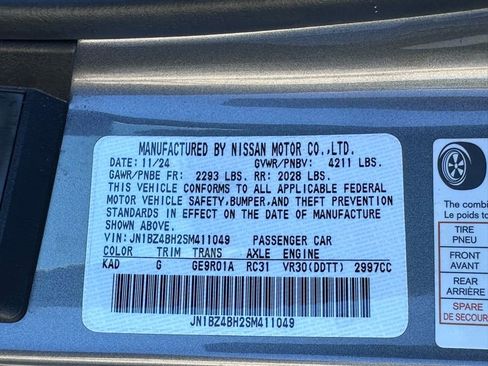 MANUFACTURED BY NISSAN MOTOR CO.,LTD.
DATE: 11/24 GVWR/PNBV: 4211 LBS.
GAWR/PNBE FR: 2293 LBS. RR: 2028 LBS.
THIS VEHICLE CONFORMS TO ALL APPLICABLE FEDERAL
MOTOR VEHICLE SAFETY,BUMPER,AND THEFT PREVENTION
STANDARDS IN EFFECT ON THE DATE OF MANUFACTURE
SHOWN ABOVE.
VIN: JN1BZ4BH2SM411049 PASSENGER CAR
COLOR TRIM TRANS AXLE ENGINE
KAD G GE9R01A RC31 VR30(DDTT) 2997CC
JN1BZ4BH2SM411049
The combin
Le poids to
TIRE
PNEU
FRONT
AVANT
REAR
ARRIÈRE
SPARE
DE SECOUR